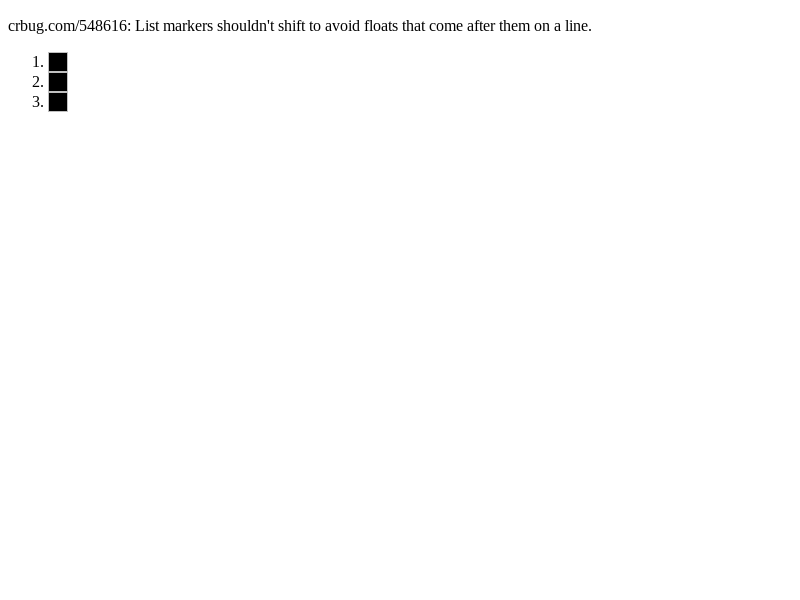 crbug.com/548616: List markers shouldn't shift to avoid floats that come after them on a line.
1.
2.
3.